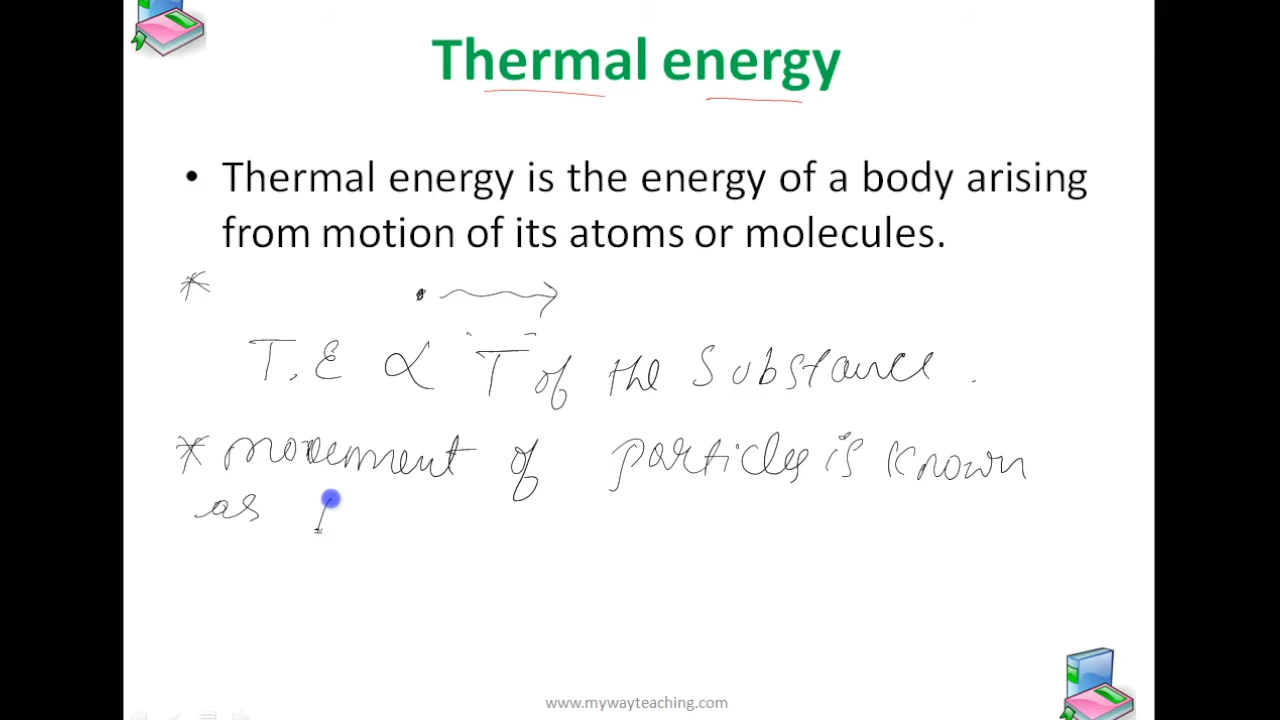 Thermal energy
• Thermal energy is the energy of a body arising
from motion of its atoms or molecules.
*
T.E ∝ T of the Substance.
* movement of particles is known
as
www.mywayteaching.com